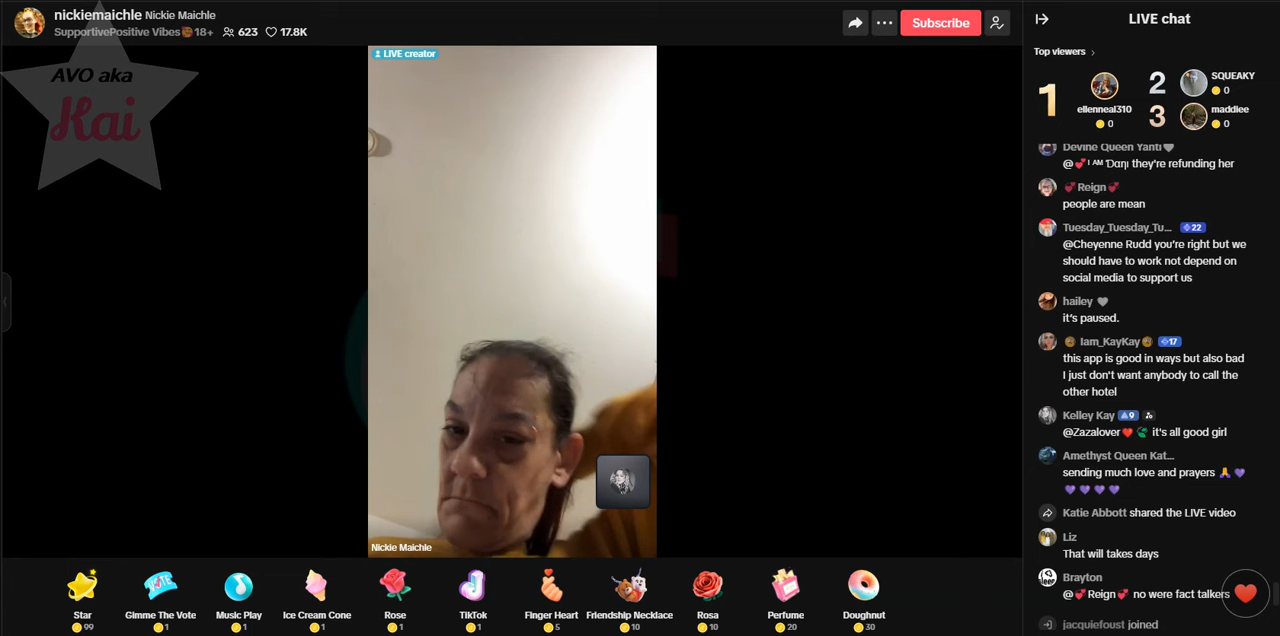 nickiemaichle Nickie Maichle
SupportivePositive Vibes 18+ 623 17.8K
Subscribe
AVO aka
Kai
LIVE creator
Nickie Maichle
Star
99
Gimme The Vote
1
Music Play
1
Ice Cream Cone
1
Rose
1
TikTok
1
Finger Heart
5
Friendship Necklace
10
Rosa
10
Perfume
20
Doughnut
30
LIVE chat
Top viewers
1
ellenneal310
0
2
SQUEAKY
0
3
maddlee
0
Devine Queen Yanti
@💕ᴵ ᴬᴹ they're refunding her
💕Reign💕
people are mean
Tuesday_Tuesday_Tu... 22
@Cheyenne Rudd you're right but we
should have to work not depend on
social media to support us
hailey 🩶
it's paused.
Iam_KayKay 17
this app is good in ways but also bad
I just don't want anybody to call the
other hotel
Kelley Kay 9
@Zazalover❤️ it's all good girl
Amethyst Queen Kat...
sending much love and prayers 🙏 💜
💜 💜 💜 💜
Katie Abbott shared the LIVE video
Liz
That will takes days
Brayton
@💕Reign💕 no were fact talkers
jacquiefoust joined